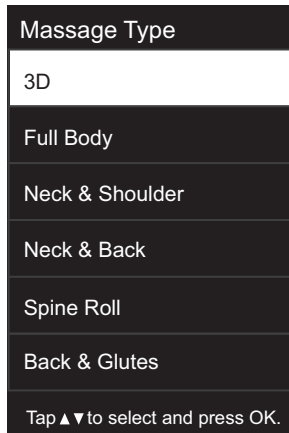 Massage Type
3D
Full Body
Neck & Shoulder
Neck & Back
Spine Roll
Back & Glutes
Tap▲▼to select and press OK.